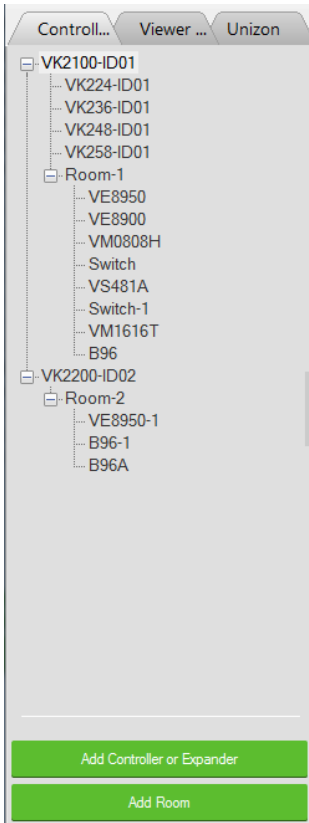 Controll... Viewer ... Unizon
VK2100-ID01
VK224-ID01
VK236-ID01
VK248-ID01
VK258-ID01
Room-1
VE8950
VE8900
VM0808H
Switch
VS481A
Switch-1
VM1616T
B96
VK2200-ID02
Room-2
VE8950-1
B96-1
B96A
Add Controller or Expander
Add Room